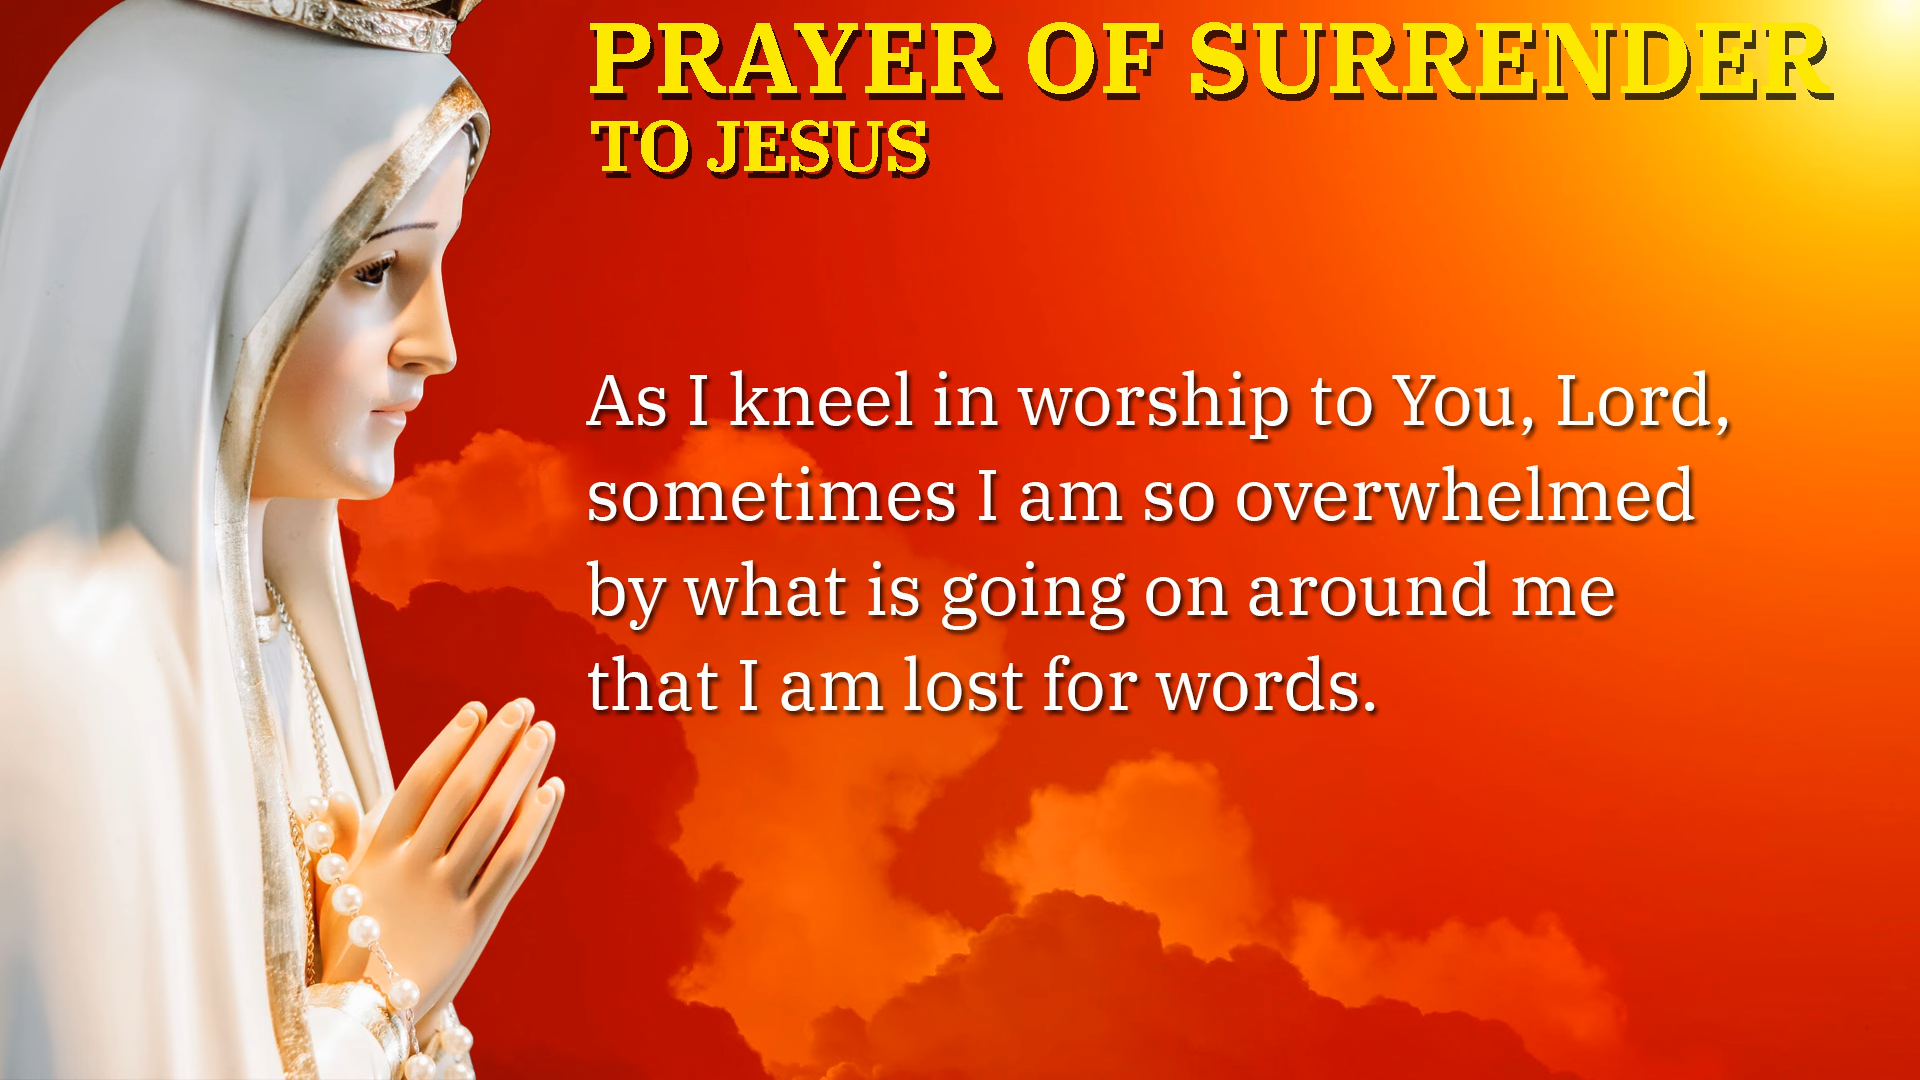 PRAYER OF SURRENDER
TO JESUS
As I kneel in worship to You, Lord,
sometimes I am so overwhelmed
by what is going on around me
that I am lost for words.